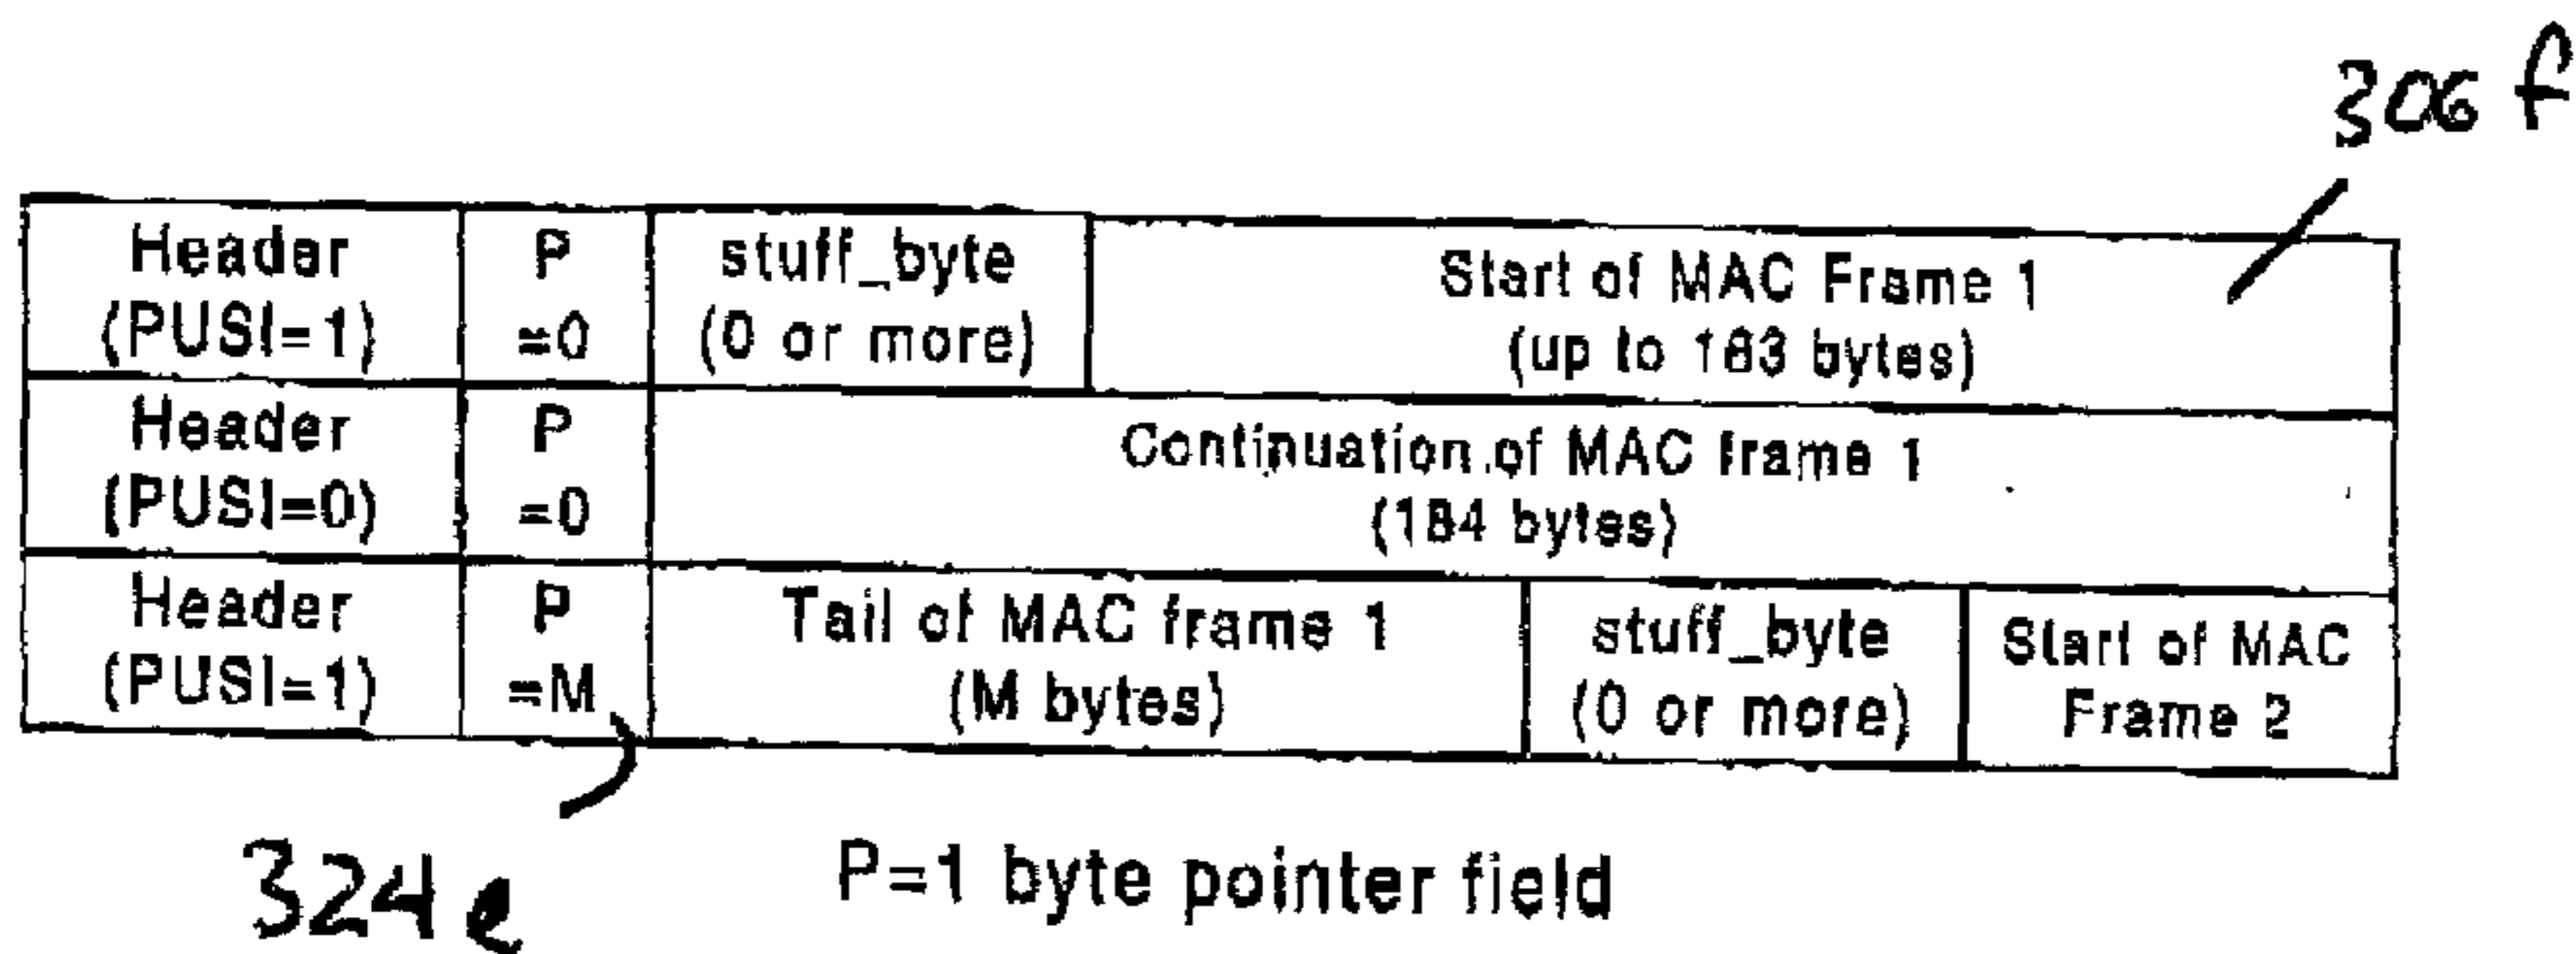 306 f
Header
(PUSI=1)
P
=0
stuff_byte
(0 or more)
Start of MAC Frame 1
(up to 183 bytes)
Header
(PUSI=0)
P
=0
Continuation of MAC frame 1
(184 bytes)
Header
(PUSI=1)
P
=M
Tail of MAC frame 1
(M bytes)
stuff_byte
(0 or more)
Start of MAC
Frame 2
324e
P=1 byte pointer field